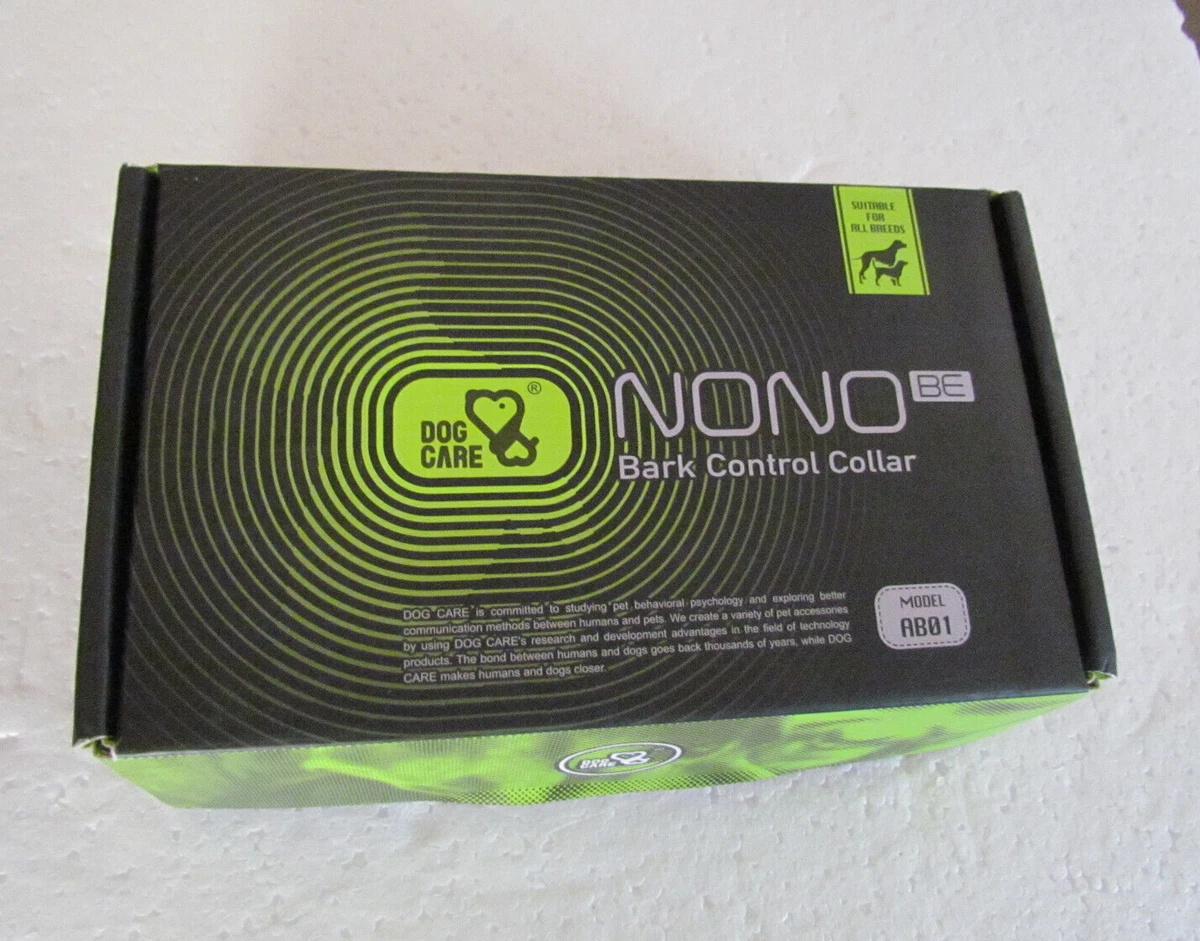 SUITABLE
FOR
ALL BREEDS
DOG
CARE
®
NONO BE
Bark Control Collar
DOG CARE is committed to studying pet behavioral psychology and exploring better
communication methods between humans and pets. We create a variety of pet accessories
by using DOG CARE's research and development advantages in the field of technology
products. The bond between humans and dogs goes back thousands of years, while DOG
CARE makes humans and dogs closer.
MODEL
AB01
DOG
CARE